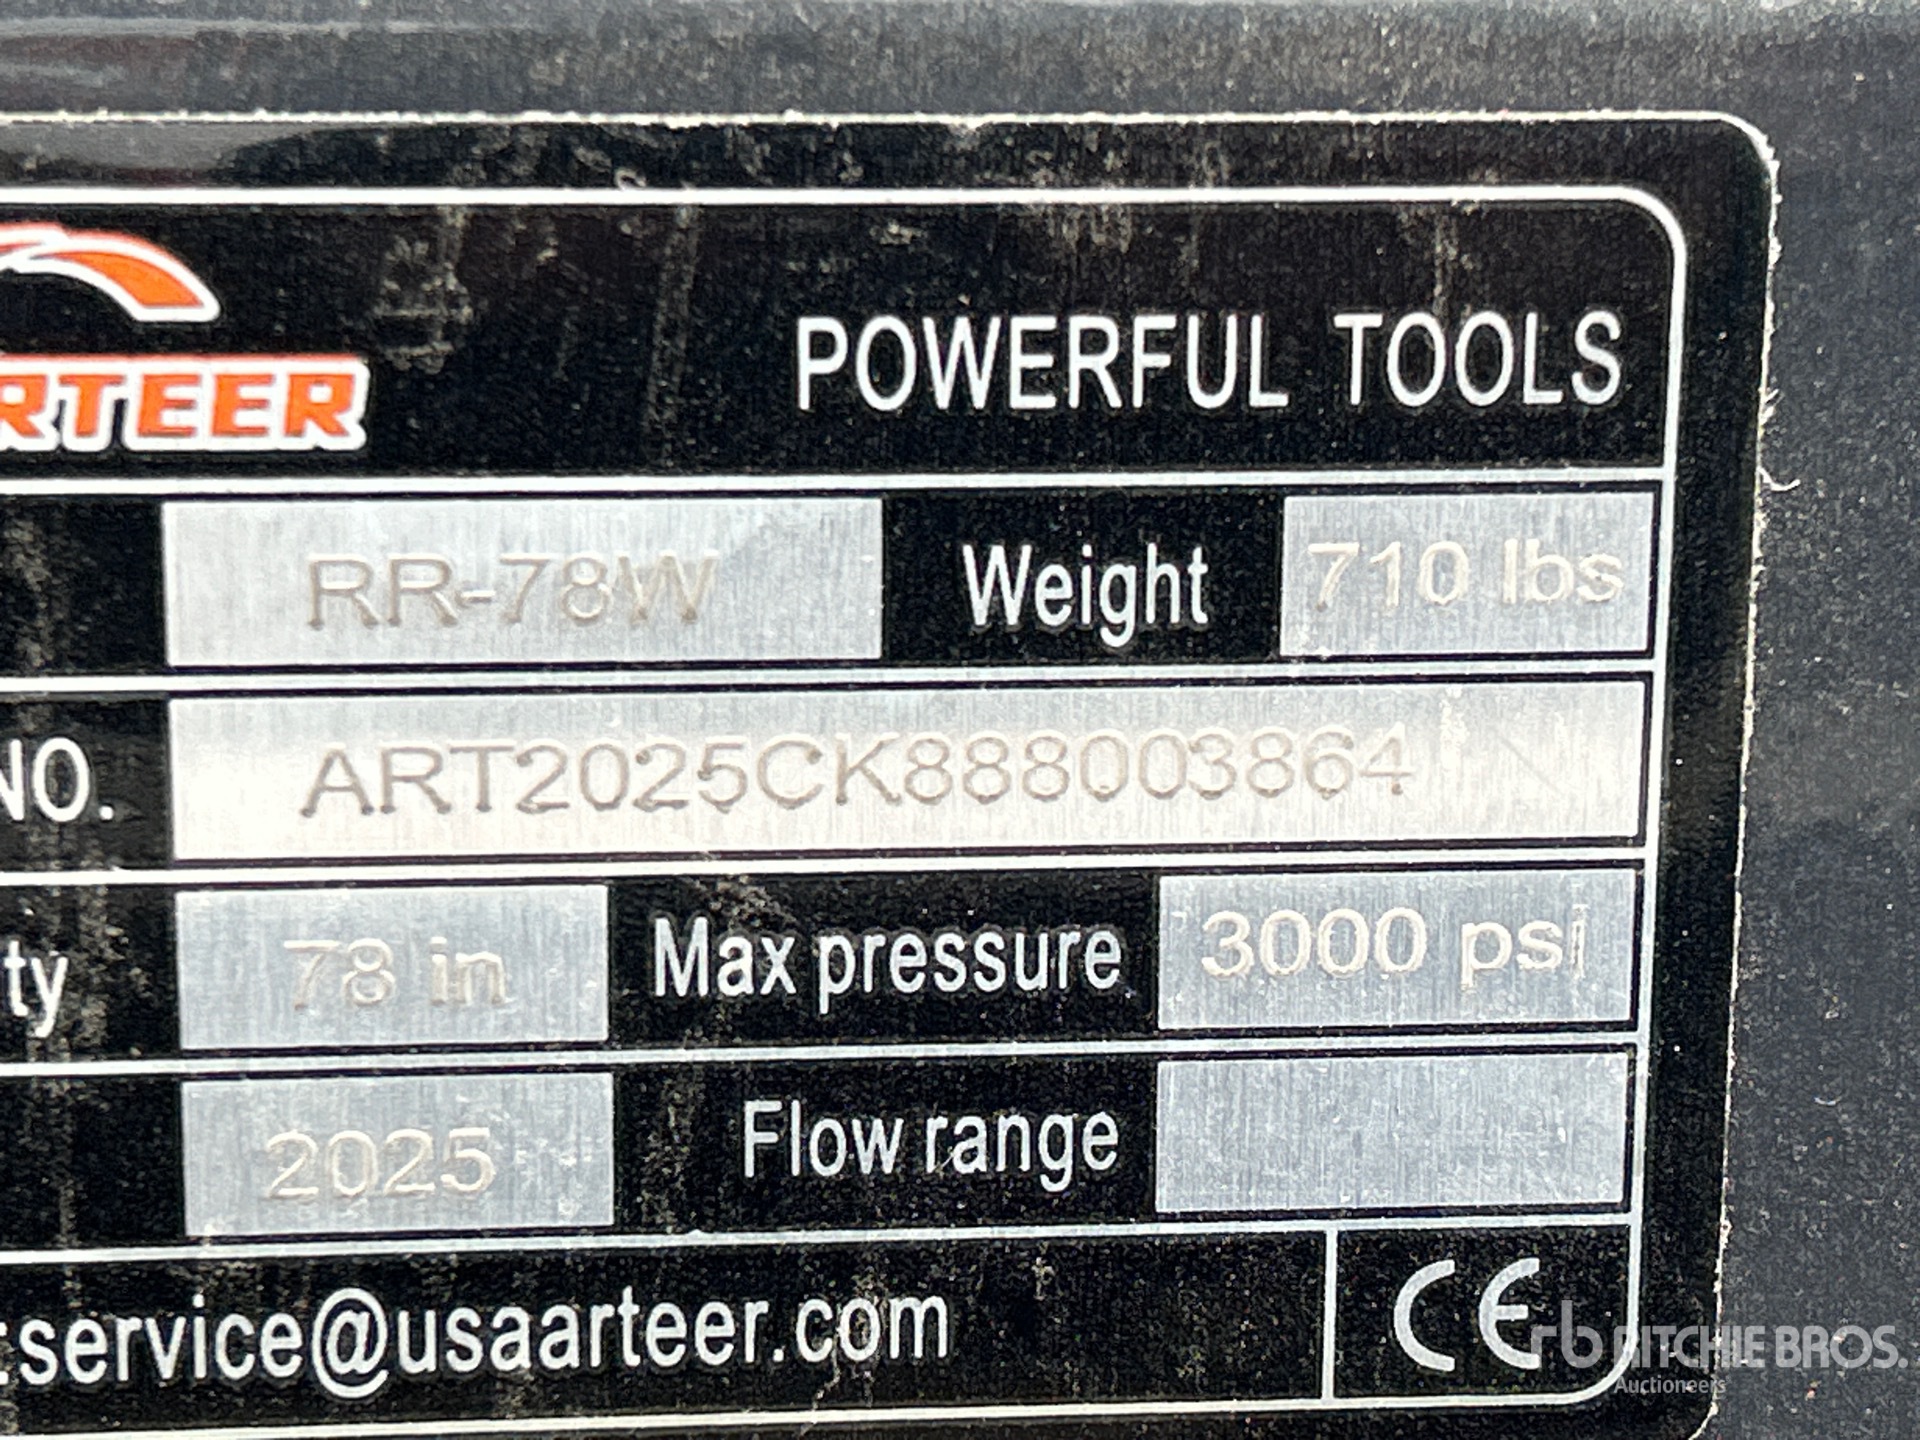 RTEER
POWERFUL TOOLS
RR-78W Weight 710 lbs
NO. ART2025CK888003864
ty 78 in Max pressure 3000 psi
2025 Flow range
:service@usaarteer.com CE
rb RITCHIE BROS.
Auctioneers